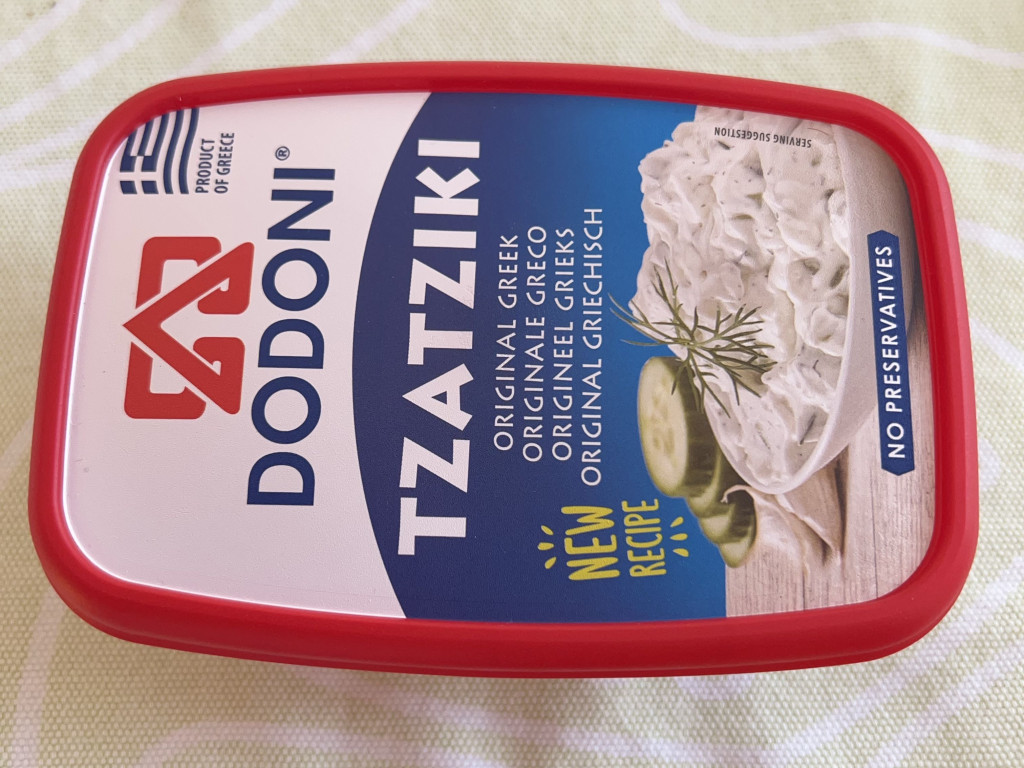 PRODUCT
OF GREECE
DODONI®
TZATZIKI
ORIGINAL GREEK
ORIGINALE GRECO
ORIGINEEL GRIEKS
ORIGINAL GRIECHISCH
NEW
RECIPE
SERVING SUGGESTION
NO PRESERVATIVES